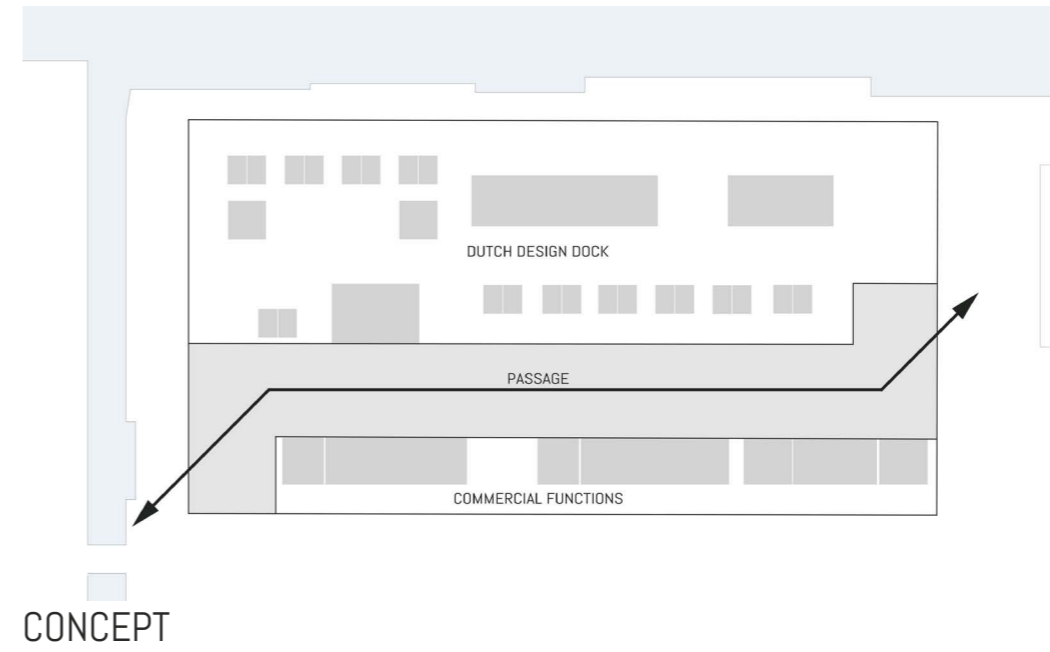 DUTCH DESIGN DOCK
PASSAGE
COMMERCIAL FUNCTIONS
CONCEPT